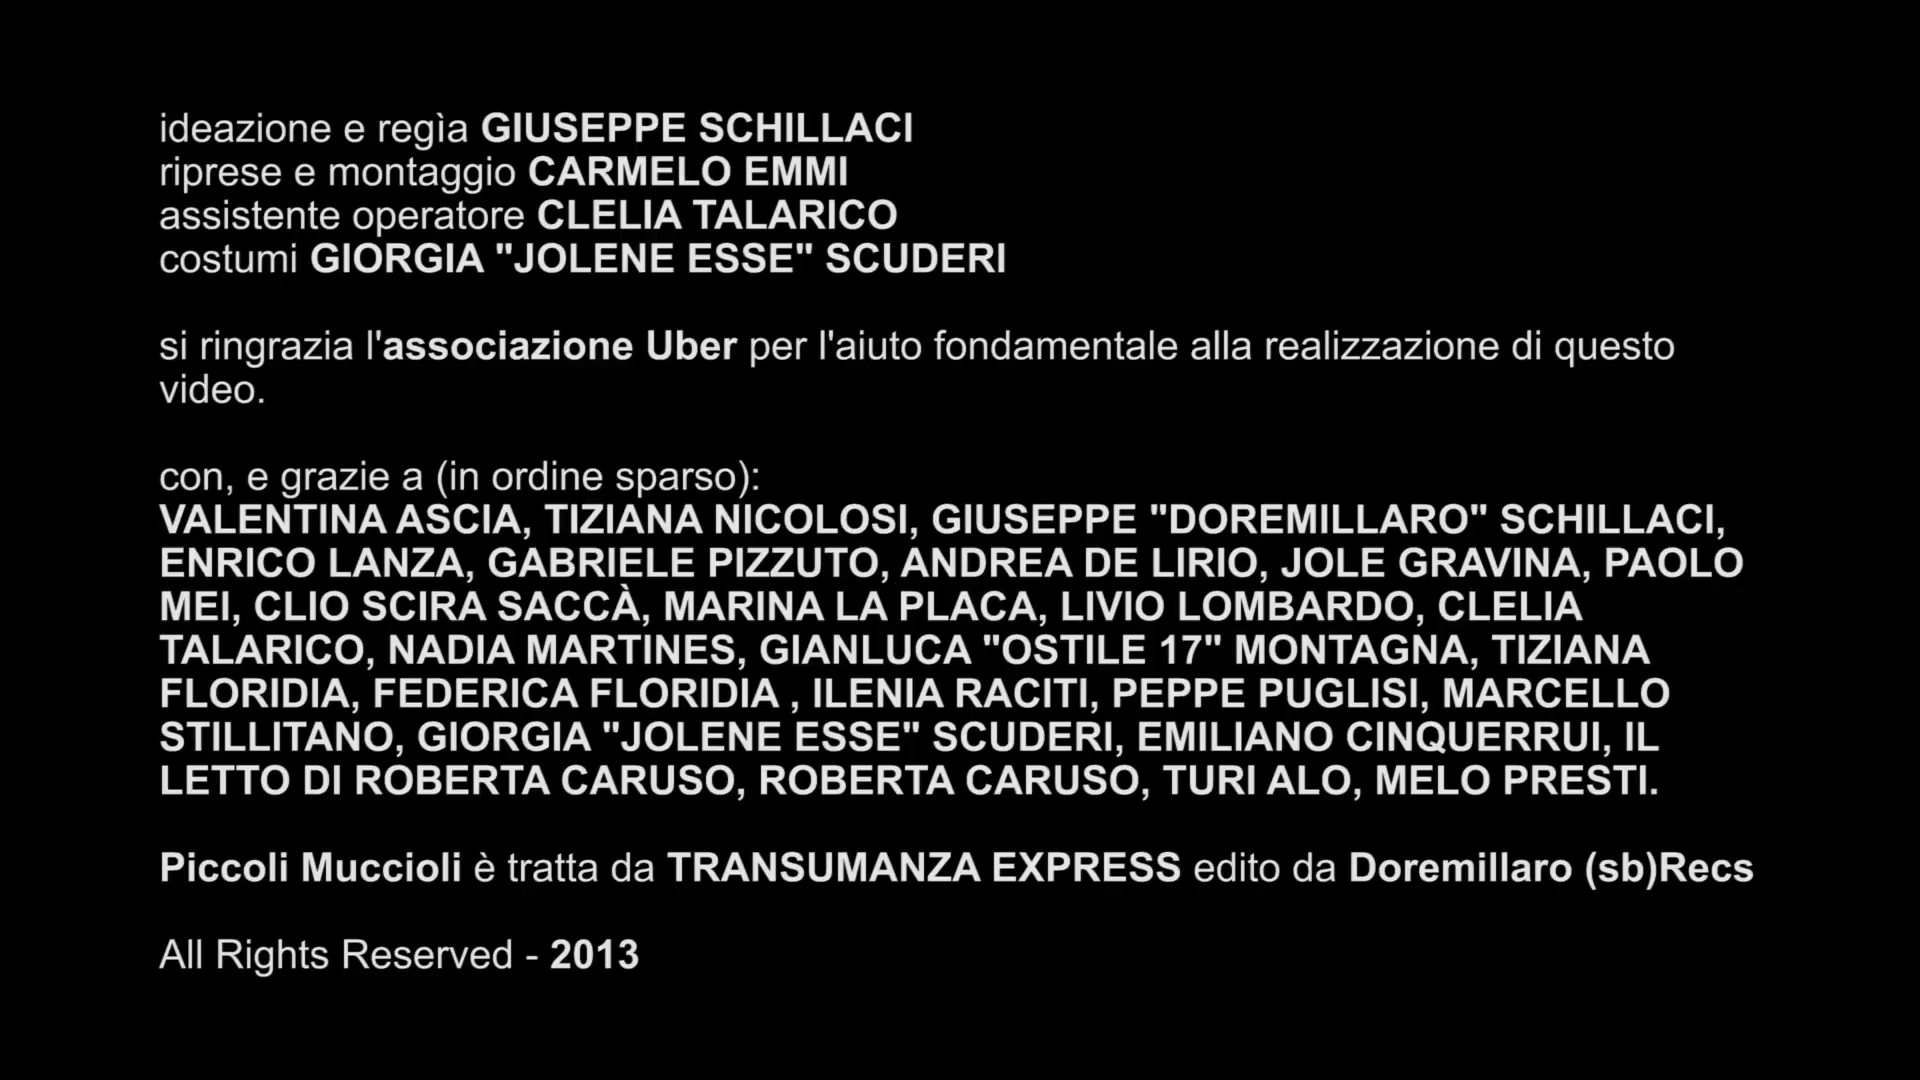 ideazione e regìa GIUSEPPE SCHILLACI
riprese e montaggio CARMELO EMMI
assistente operatore CLELIA TALARICO
costumi GIORGIA "JOLENE ESSE" SCUDERI
si ringrazia l'associazione Uber per l'aiuto fondamentale alla realizzazione di questo
video.
con, e grazie a (in ordine sparso):
VALENTINA ASCIA, TIZIANA NICOLOSI, GIUSEPPE "DOREMILLARO" SCHILLACI,
ENRICO LANZA, GABRIELE PIZZUTO, ANDREA DE LIRIO, JOLE GRAVINA, PAOLO
MEI, CLIO SCIRA SACCÀ, MARINA LA PLACA, LIVIO LOMBARDO, CLELIA
TALARICO, NADIA MARTINES, GIANLUCA "OSTILE 17" MONTAGNA, TIZIANA
FLORIDIA, FEDERICA FLORIDIA , ILENIA RACITI, PEPPE PUGLISI, MARCELLO
STILLITANO, GIORGIA "JOLENE ESSE" SCUDERI, EMILIANO CINQUERRUI, IL
LETTO DI ROBERTA CARUSO, ROBERTA CARUSO, TURI ALO, MELO PRESTI.
Piccoli Muccioli è tratta da TRANSUMANZA EXPRESS edito da Doremillaro (sb)Recs
All Rights Reserved - 2013